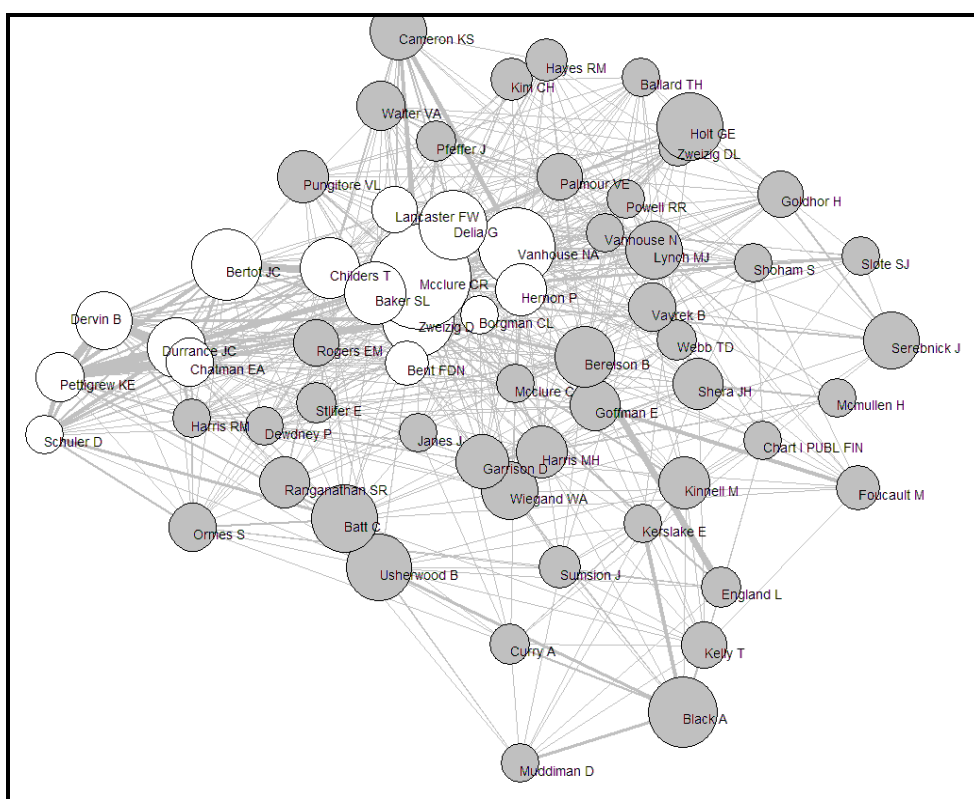 Cameron KS
Hayes RM
Kim CH
Ballard TH
Walter VA
Holt GE
Pfeffer J
Zweizig DL
Pungitore VL
Palmour VE
Goldhor H
Powell RR
Lancaster FW
Delia G
Vanhouse N
Vanhouse NA
Lynch MJ
Slote SJ
Bertot JC
Childers T
Shoham S
Mcclure CR
Baker SL
Hernon P
Vavrek B
Dervin B
Zweizig D
Borgman CL
Webb TD
Serebnick J
Durrance JC
Rogers EM
Berelson B
Chatman EA
Bent FDN
Pettigrew KE
Mcclure C
Shera JH
Mcmullen H
Goffman E
Harris RM
Dewdney P
Schuler D
Janes J
Chart I PUBL FIN
Harris MH
Garrison D
Ranganathan SR
Wiegand WA
Kinnell M
Foucault M
Batt C
Ormes S
Kerslake E
Usherwood B
Sumsion J
England L
Curry A
Kelly T
Black A
Muddiman D